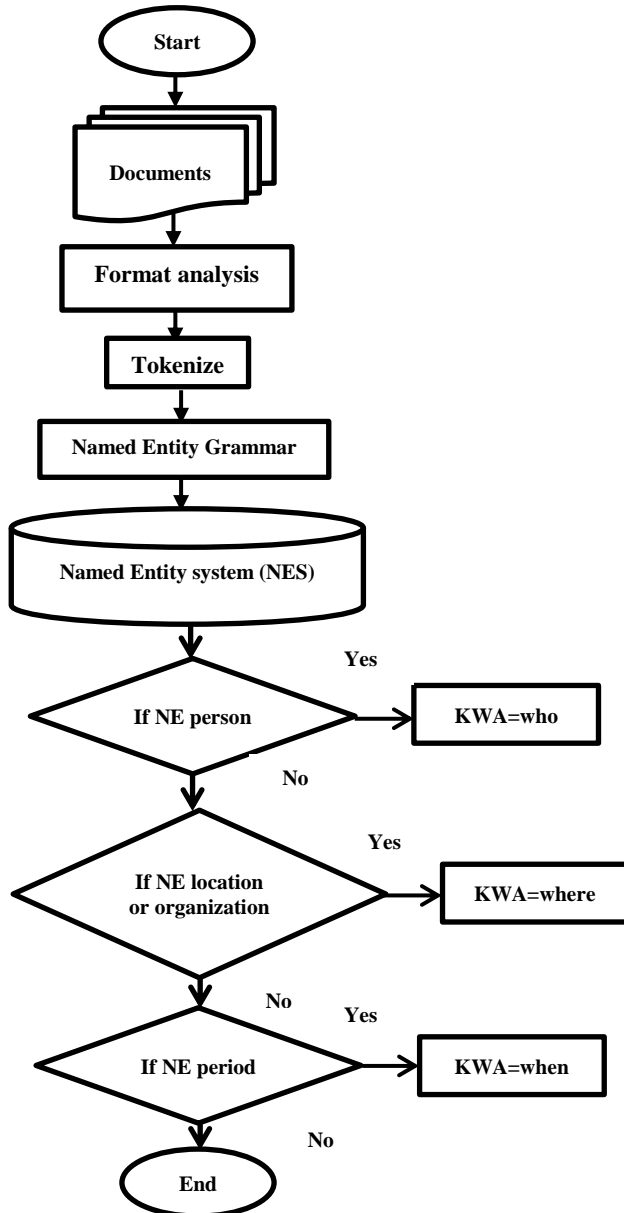 Start
Documents
Format analysis
Tokenize
Named Entity Grammar
Named Entity system (NES)
Yes
If NE person
KWA=who
No
Yes
If NE location
or organization
KWA=where
No
Yes
If NE period
KWA=when
No
End